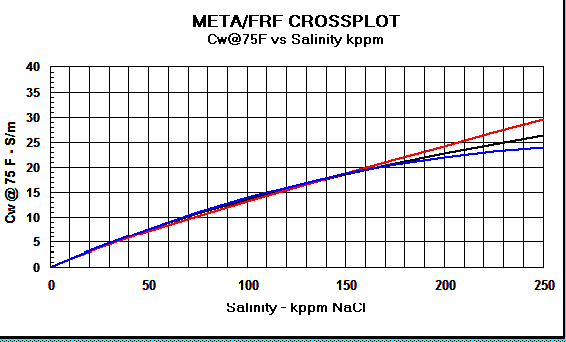 META/FRF CROSSPLOT
Cw@75F vs Salinity kppm
40
35
30
25
20
15
10
5
0
Cw @ 75 F - S/m
0 50 100 150 200 250
Salinity - kppm NaCl